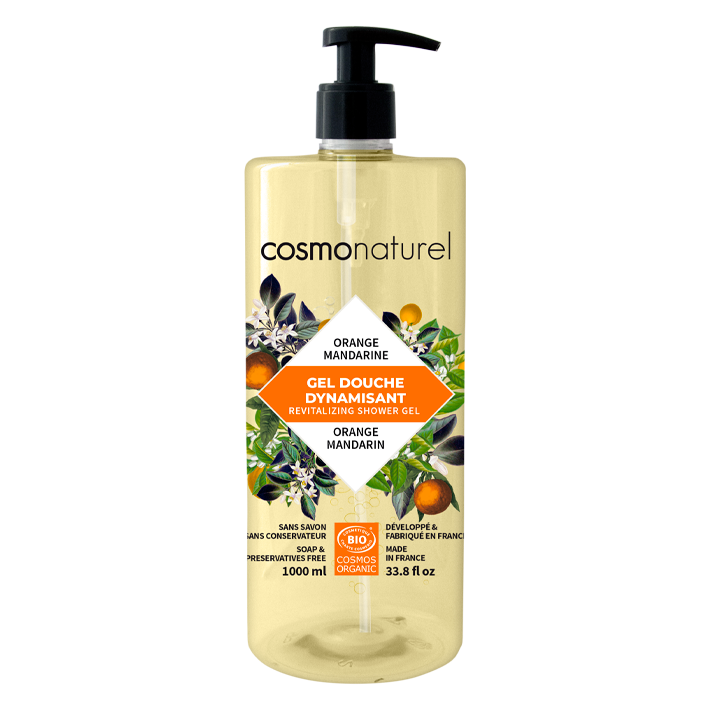 cosmonaturel
ORANGE
MANDARINE
GEL DOUCHE
DYNAMISANT
REVITALIZING SHOWER GEL
ORANGE
MANDARIN
SANS SAVON
SANS CONSERVATEUR
SOAP &
PRESERVATIVES FREE
1000 ml
COSMÉTIQUE
BIO
COSMOS
ORGANIC
DÉVELOPPÉ &
FABRIQUÉ EN FRANCE
MADE
IN FRANCE
33.8 fl oz